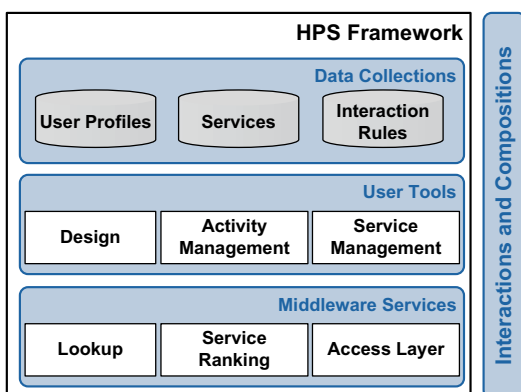 HPS Framework
Data Collections
User Profiles
Services
Interaction
Rules
User Tools
Design
Activity
Management
Service
Management
Middleware Services
Lookup
Service
Ranking
Access Layer
Interactions and Compositions